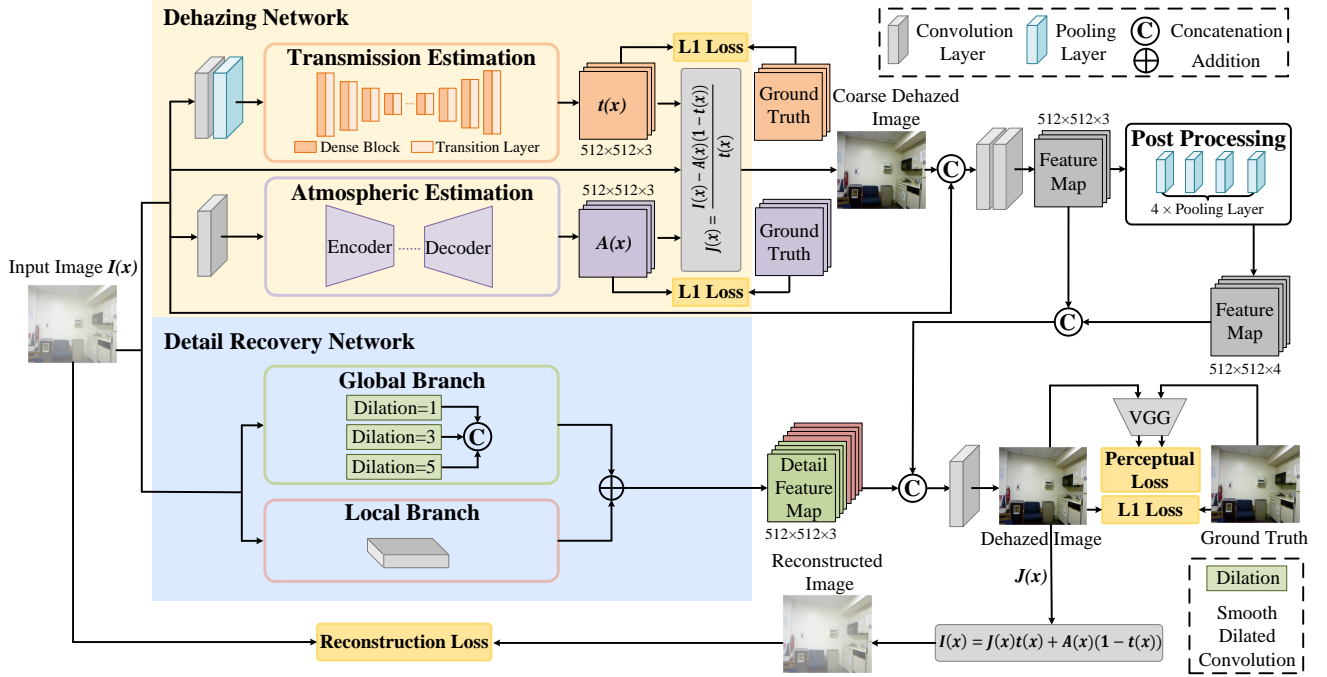 Dehazing Network
Transmission Estimation
Dense Block
Transition Layer
t(x)
512×512×3
L1 Loss
Ground
Truth
J(x) = I(x) − A(x)(1 − t(x)) / t(x)
Atmospheric Estimation
Encoder
Decoder
512×512×3
A(x)
Ground
Truth
L1 Loss
Input Image I(x)
Coarse Dehazed
Image
C
512×512×3
Feature
Map
Post Processing
4 × Pooling Layer
Feature
Map
512×512×4
C
Convolution
Layer
Pooling
Layer
C
Concatenation
Addition
Detail Recovery Network
Global Branch
Dilation=1
Dilation=3
Dilation=5
C
Local Branch
Detail
Feature
Map
512×512×3
C
VGG
Perceptual
Loss
L1 Loss
Dehazed Image
Ground Truth
J(x)
Reconstructed
Image
Reconstruction Loss
I(x) = J(x)t(x) + A(x)(1 − t(x))
Dilation
Smooth
Dilated
Convolution